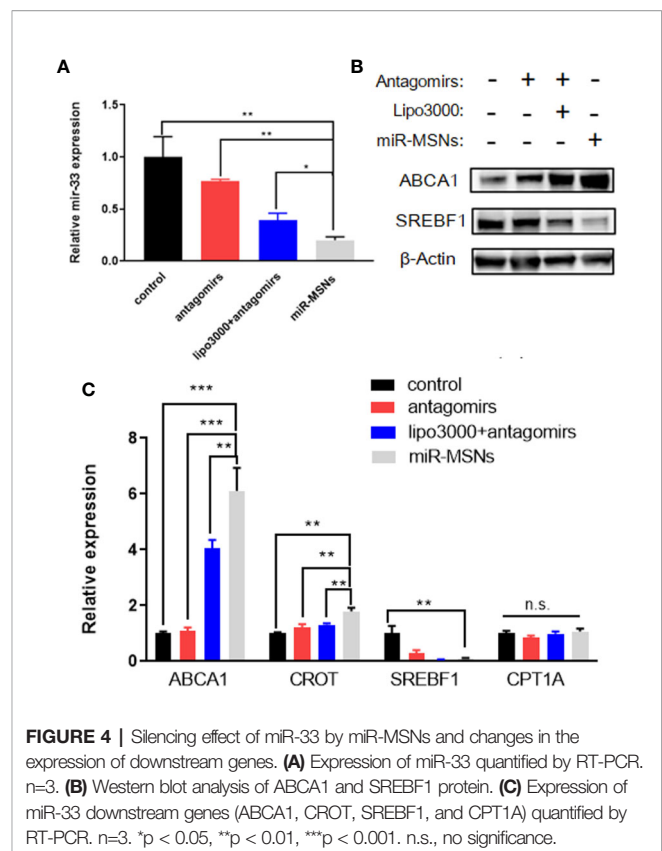 A
Relative mir-33 expression
1.5
1.0
0.5
0.0
**
**
*
control
antagomirs
lipo3000+antagomirs
miR-MSNs
B
Antagomirs: - + + -
Lipo3000: - - + -
miR-MSNs: - - - +
ABCA1
SREBF1
β-Actin
C
control
antagomirs
lipo3000+antagomirs
miR-MSNs
Relative expression
8
6
4
2
0
***
***
**
**
**
**
**
n.s.
ABCA1 CROT SREBF1 CPT1A
FIGURE 4 | Silencing effect of miR-33 by miR-MSNs and changes in the
expression of downstream genes. (A) Expression of miR-33 quantified by RT-PCR.
n=3. (B) Western blot analysis of ABCA1 and SREBF1 protein. (C) Expression of
miR-33 downstream genes (ABCA1, CROT, SREBF1, and CPT1A) quantified by
RT-PCR. n=3. *p < 0.05, **p < 0.01, ***p < 0.001. n.s., no significance.